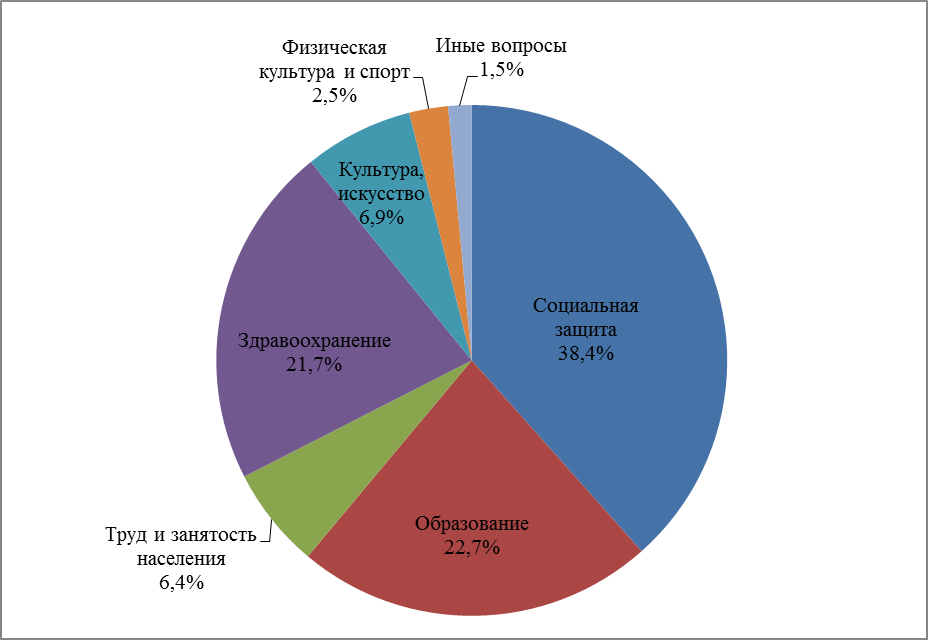 Физическая
культура и спорт
2,5%
Иные вопросы
1,5%
Культура,
искусство
6,9%
Социальная
защита
38,4%
Здравоохранение
21,7%
Образование
22,7%
Труд и занятость
населения
6,4%